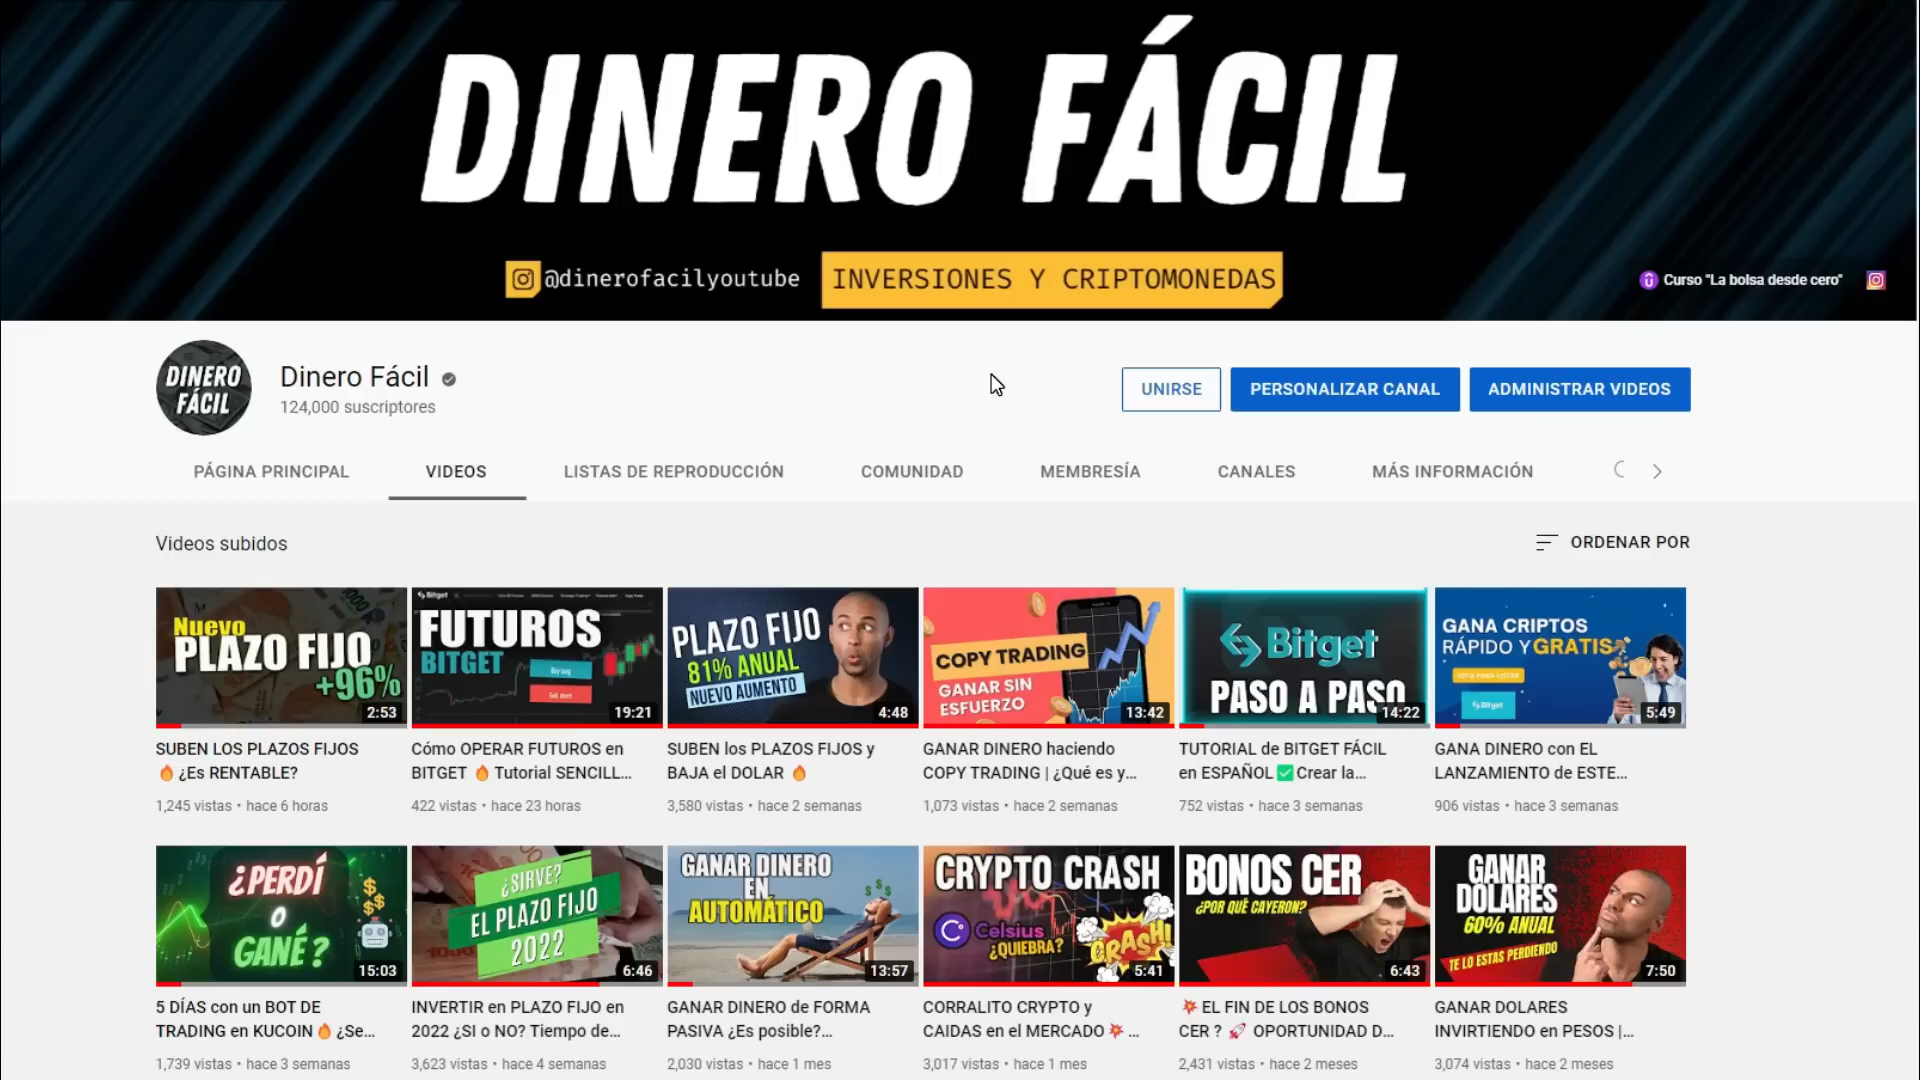 DINERO FÁCIL
@dinerofacilyoutube
INVERSIONES Y CRIPTOMONEDAS
Curso "La bolsa desde cero"
DINERO
FÁCIL
Dinero Fácil
124,000 suscriptores
UNIRSE
PERSONALIZAR CANAL
ADMINISTRAR VIDEOS
PÁGINA PRINCIPAL
VIDEOS
LISTAS DE REPRODUCCIÓN
COMUNIDAD
MEMBRESÍA
CANALES
MÁS INFORMACIÓN
Videos subidos
ORDENAR POR
Nuevo
PLAZO FIJO
+96%
2:53
SUBEN LOS PLAZOS FIJOS
🔥 ¿Es RENTABLE?
1,245 vistas • hace 6 horas
Bitget
FUTUROS
BITGET
19:21
Cómo OPERAR FUTUROS en
BITGET 🔥 Tutorial SENCILL...
422 vistas • hace 23 horas
PLAZO FIJO
81% ANUAL
NUEVO AUMENTO
4:48
SUBEN los PLAZOS FIJOS y
BAJA el DOLAR 🔥
3,580 vistas • hace 2 semanas
COPY TRADING
GANAR SIN
ESFUERZO
13:42
GANAR DINERO haciendo
COPY TRADING | ¿Qué es y...
1,073 vistas • hace 2 semanas
Bitget
PASO A PASO
14:22
TUTORIAL de BITGET FÁCIL
en ESPAÑOL ✅ Crear la...
752 vistas • hace 3 semanas
GANA CRIPTOS
RÁPIDO Y GRATIS
Bitget
5:49
GANA DINERO con EL
LANZAMIENTO de ESTE...
906 vistas • hace 3 semanas
¿PERDÍ
O
GANÉ?
15:03
5 DÍAS con un BOT DE
TRADING en KUCOIN 🔥 ¿Se...
1,739 vistas • hace 3 semanas
¿SIRVE?
EL PLAZO FIJO
2022
6:46
INVERTIR en PLAZO FIJO en
2022 ¿SI o NO? Tiempo de...
3,623 vistas • hace 4 semanas
GANAR DINERO
EN
AUTOMÁTICO
13:57
GANAR DINERO de FORMA
PASIVA ¿Es posible?...
2,030 vistas • hace 1 mes
CRYPTO CRASH
Celsius
¿QUIEBRA?
CRASH!
5:41
CORRALITO CRYPTO y
CAIDAS en el MERCADO 💥 ...
3,017 vistas • hace 1 mes
BONOS CER
¿POR QUÉ CAYERON?
6:43
💥 EL FIN DE LOS BONOS
CER ? 🚀 OPORTUNIDAD D...
2,431 vistas • hace 2 meses
GANAR
DOLARES
60% ANUAL
TE LO ESTAS PERDIENDO
7:50
GANAR DOLARES
INVIRTIENDO en PESOS |...
3,074 vistas • hace 2 meses